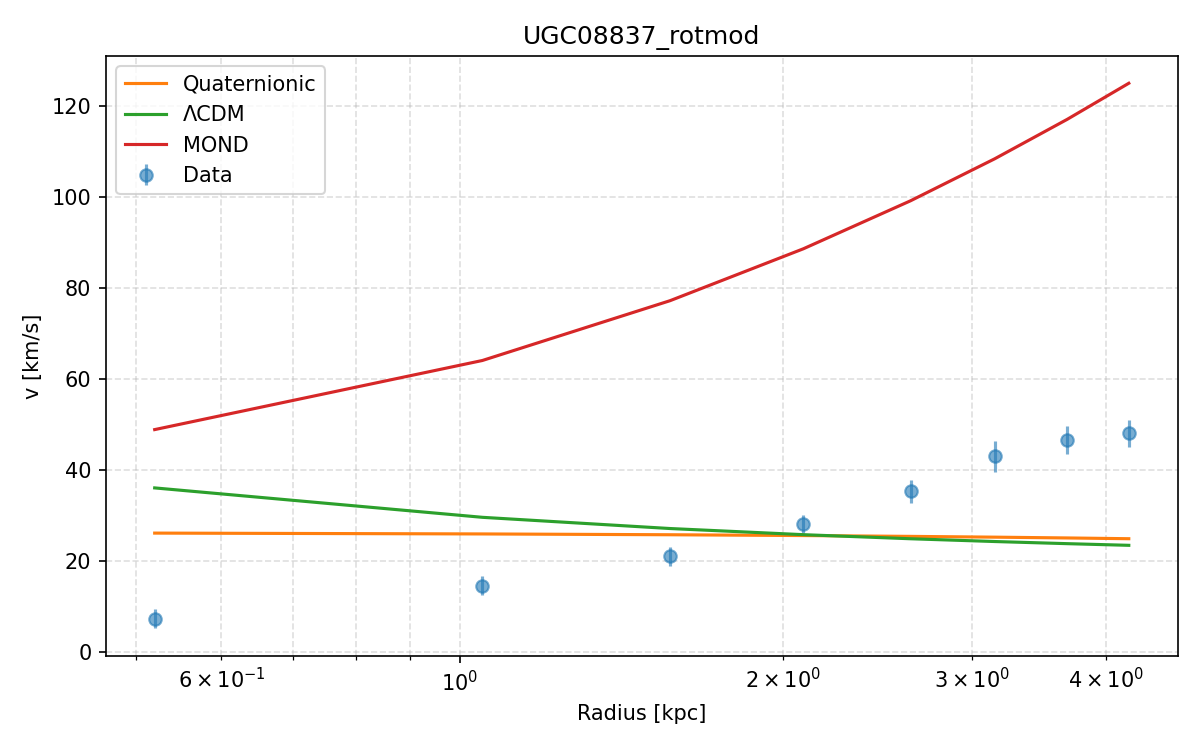 UGC08837_rotmod
Quaternionic
ΛCDM
MOND
Data
v [km/s]
120
100
80
60
40
20
0
6 × 10⁻¹
10⁰
2 × 10⁰
3 × 10⁰
4 × 10⁰
Radius [kpc]